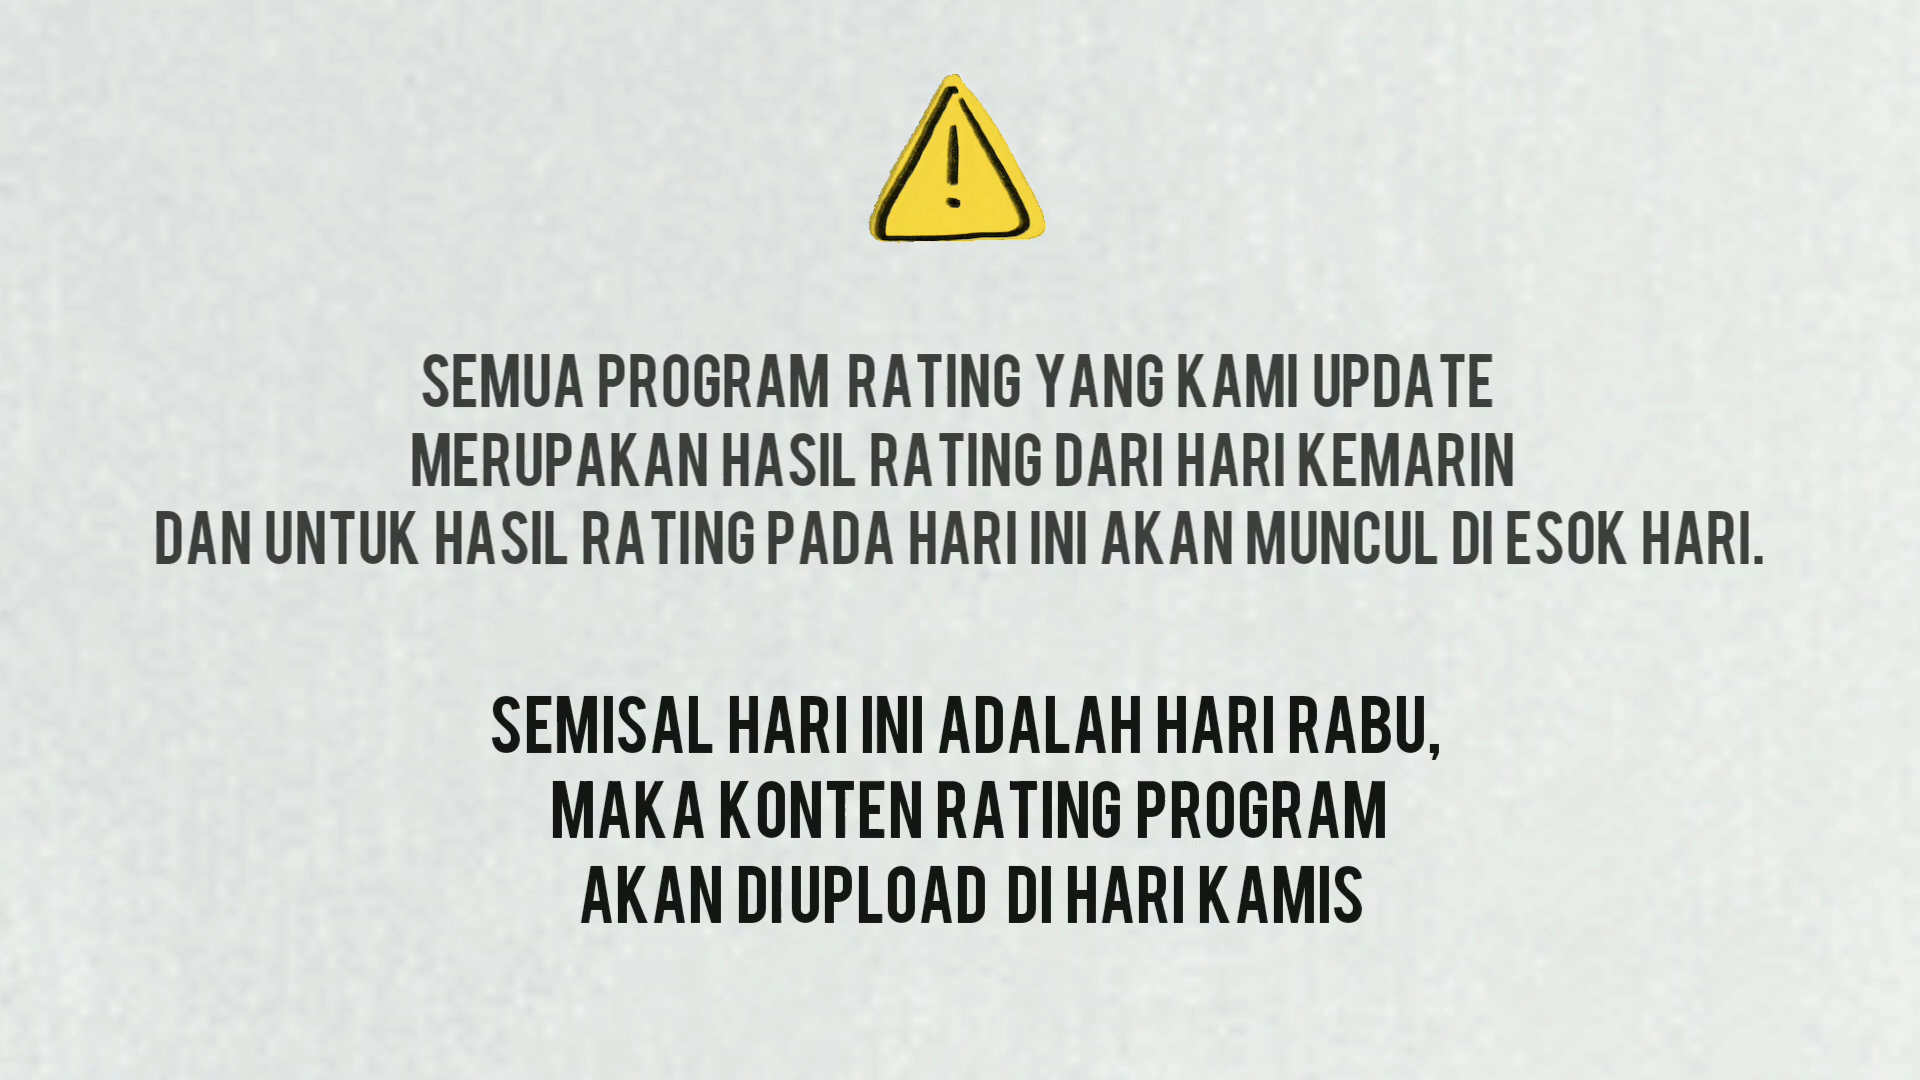 SEMUA PROGRAM RATING YANG KAMI UPDATE
MERUPAKAN HASIL RATING DARI HARI KEMARIN
DAN UNTUK HASIL RATING PADA HARI INI AKAN MUNCUL DI ESOK HARI.
SEMISAL HARI INI ADALAH HARI RABU,
MAKA KONTEN RATING PROGRAM
AKAN DIUPLOAD DI HARI KAMIS